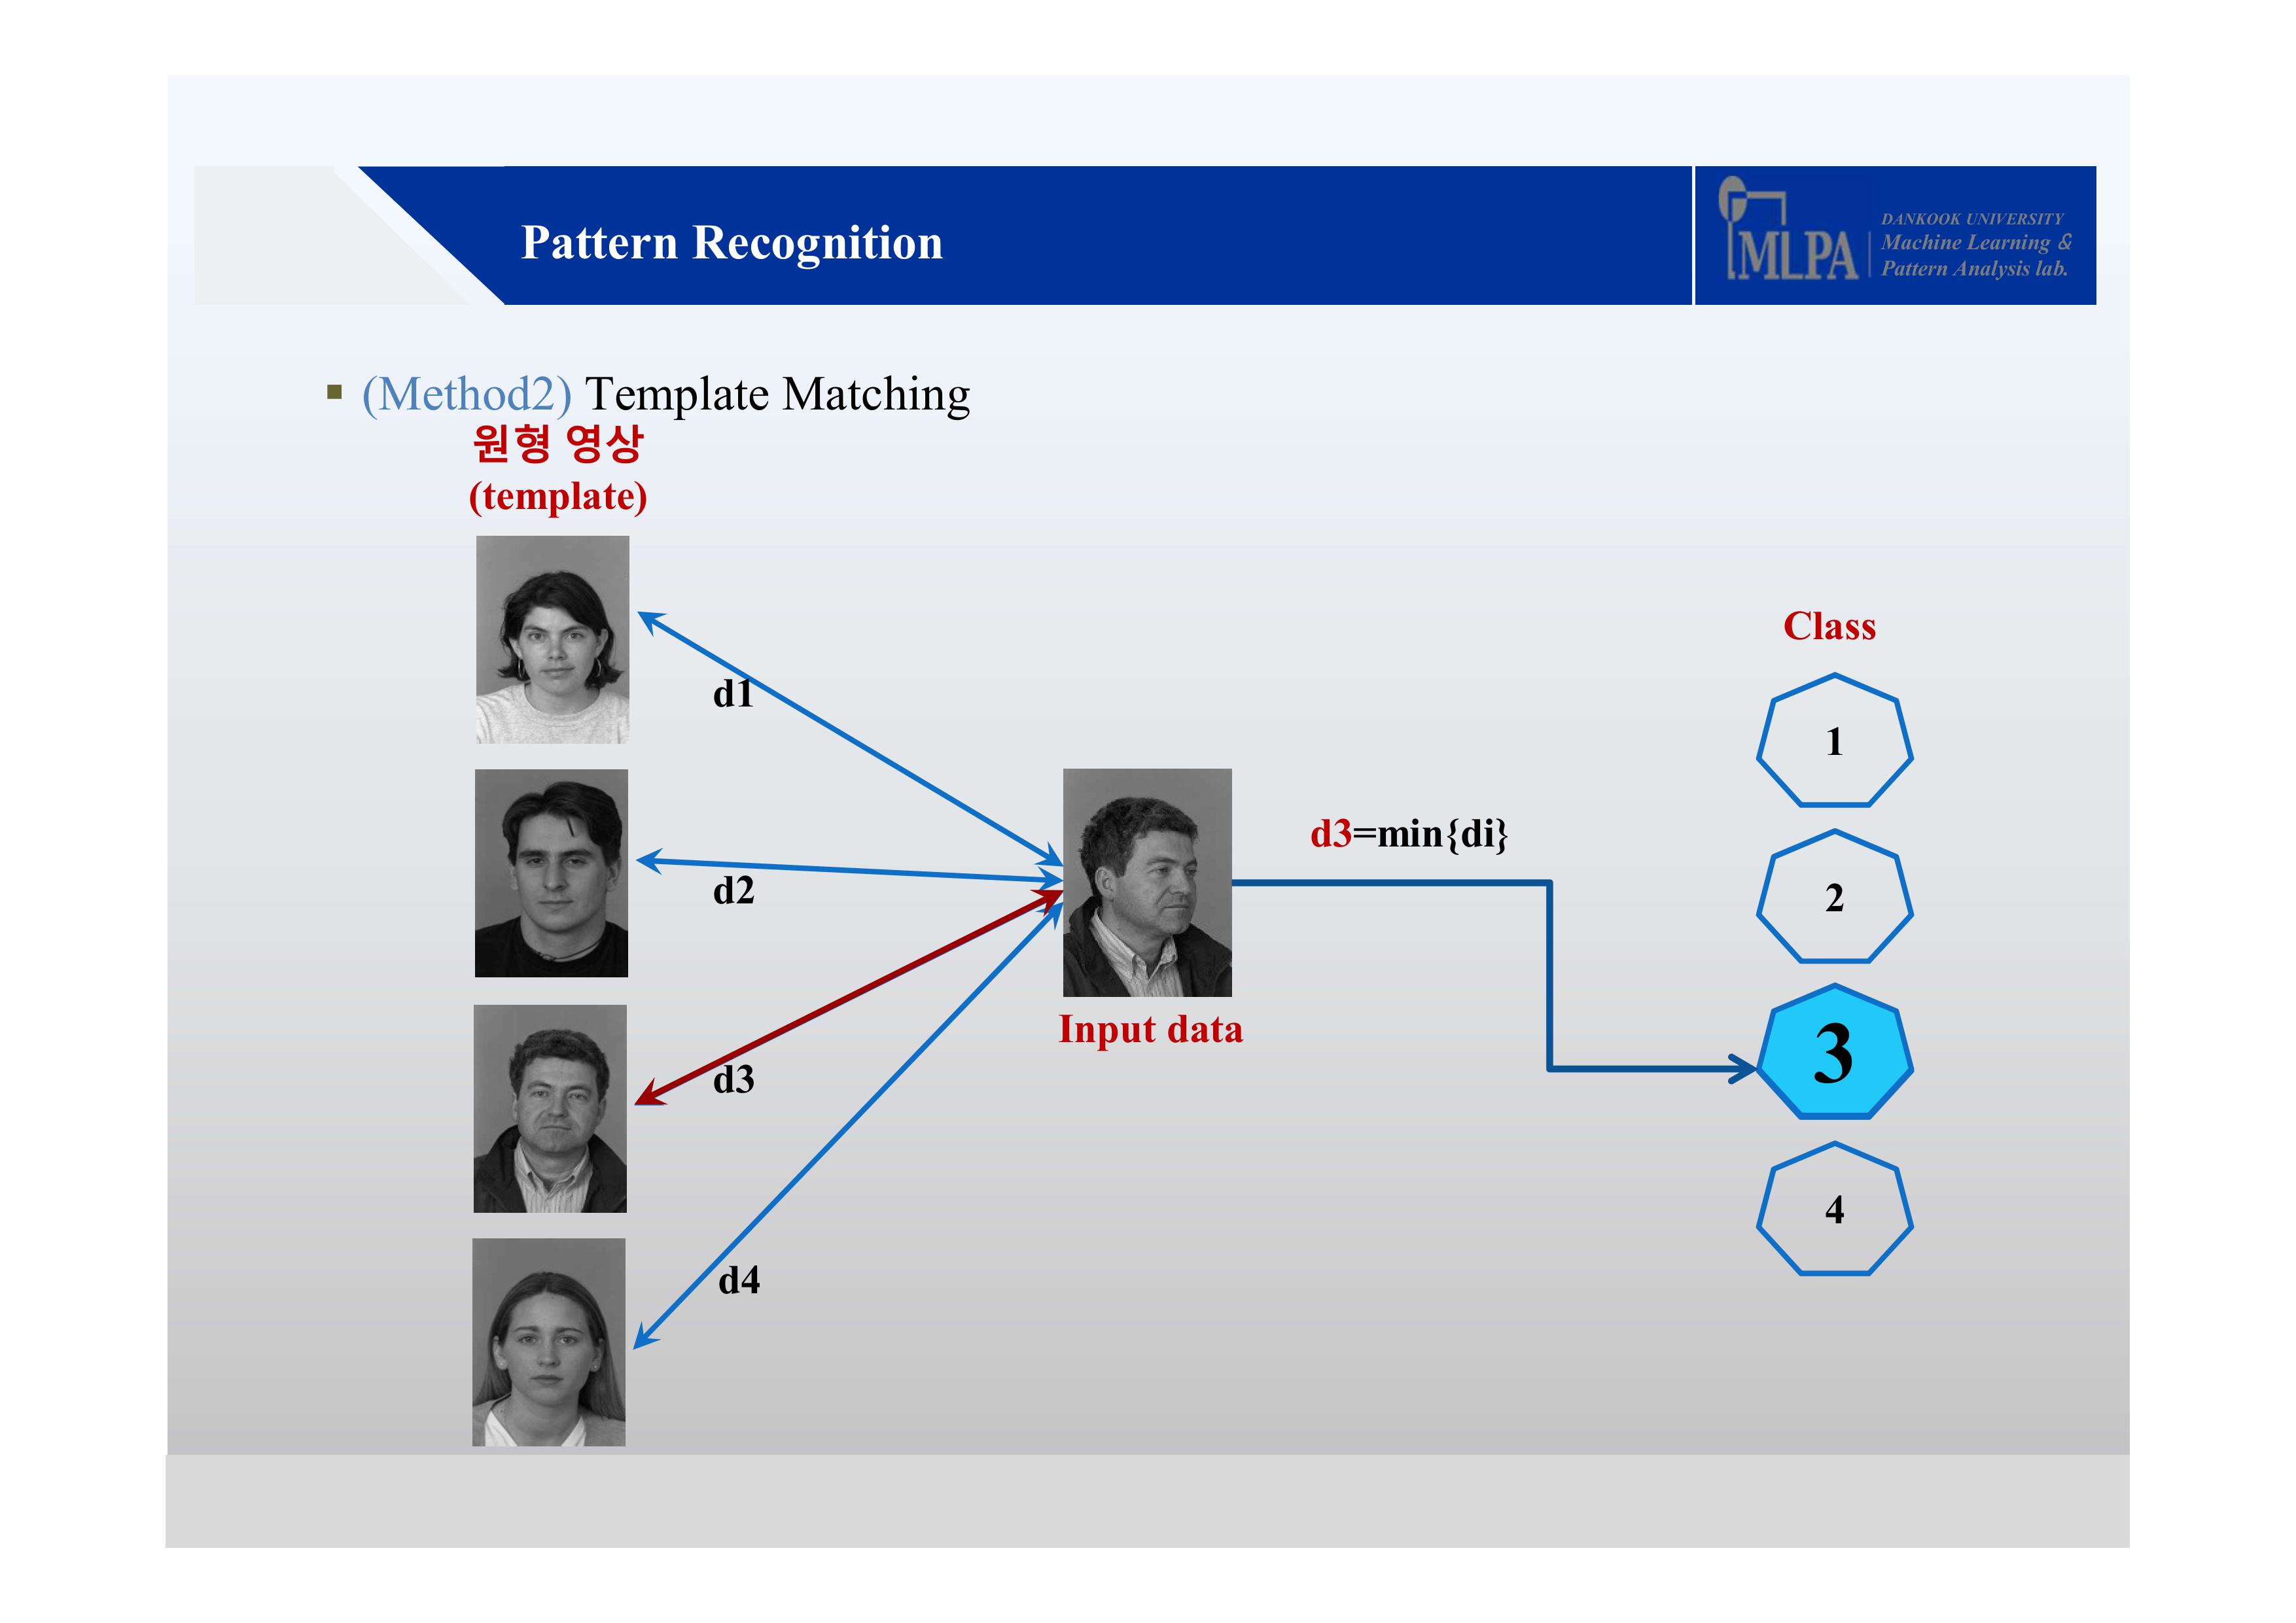 Pattern Recognition
MLPA
DANKOOK UNIVERSITY
Machine Learning &
Pattern Analysis lab.
(Method2) Template Matching
원형 영상
(template)
d1
d2
d3
d4
Input data
d3=min{di}
Class
1
2
3
4